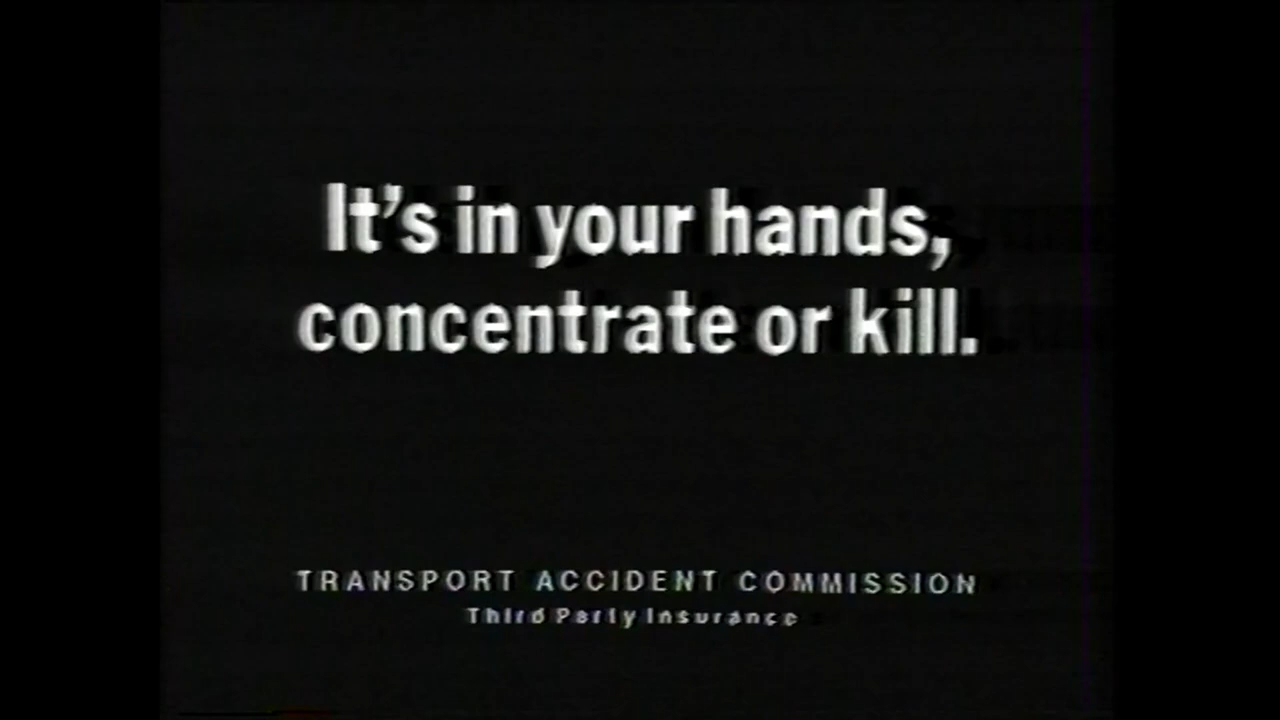 It's in your hands,
concentrate or kill.
TRANSPORT ACCIDENT COMMISSION
Third Party Insurance